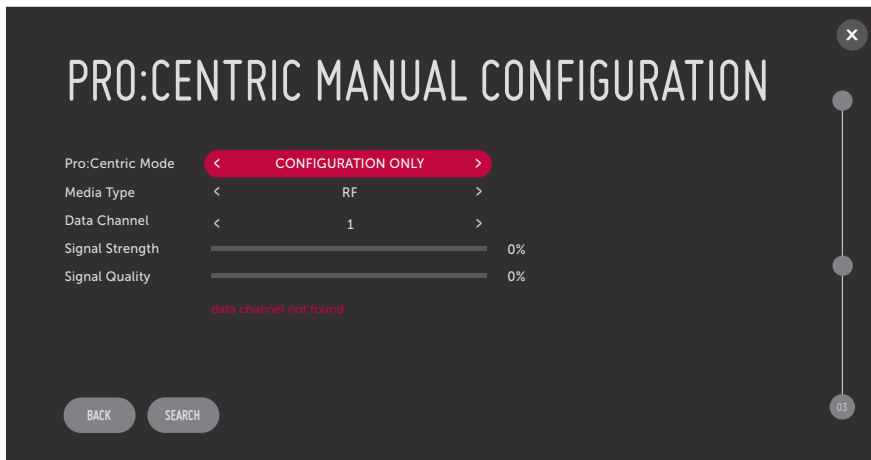 X
PRO:CENTRIC MANUAL CONFIGURATION
Pro:Centric Mode < CONFIGURATION ONLY >
Media Type < RF >
Data Channel < 1 >
Signal Strength 0%
Signal Quality 0%
data channel not found
BACK SEARCH
03